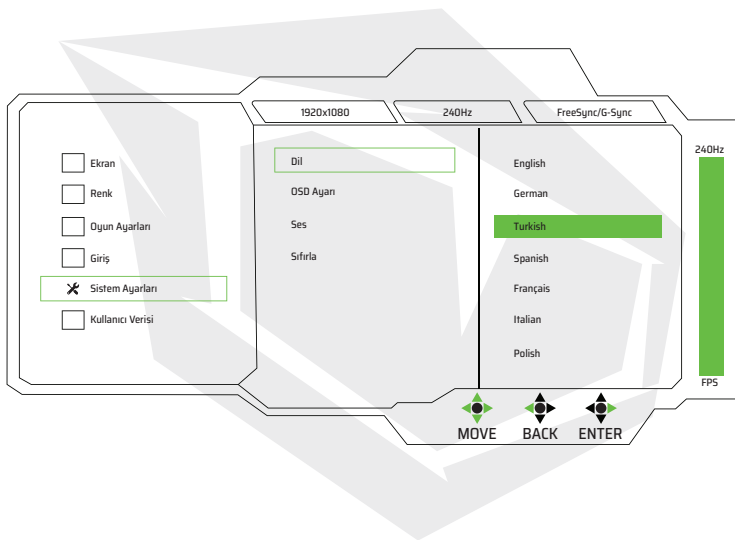 1920x1080
240Hz
FreeSync/G-Sync
240Hz
Ekran
Renk
Oyun Ayarları
Giriş
Sistem Ayarları
Kullanıcı Verisi
Dil
OSD Ayarı
Ses
Sıfırla
English
German
Turkish
Spanish
Français
Italian
Polish
FPS
MOVE
BACK
ENTER